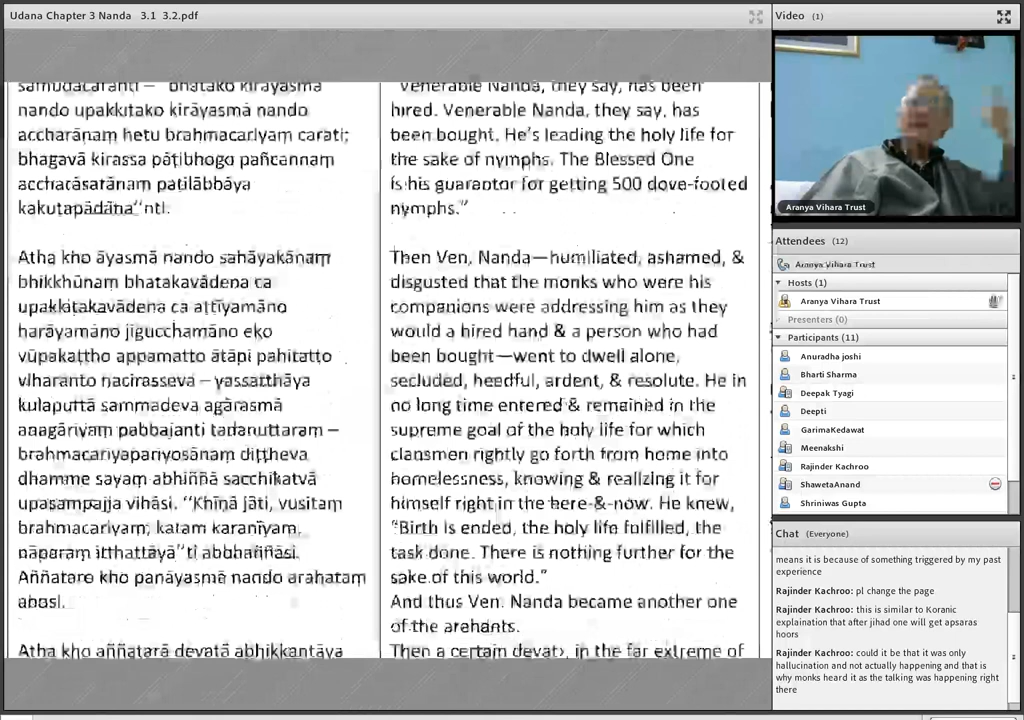 Udana Chapter 3 Nanda   3.1  3.2.pdf
samudācaranti – "bhatako kirāyasmā
nando upakkitako kirāyasmā nando
accharānaṃ hetu brahmacariyaṃ carati;
bhagavā kirassa pāṭibhogo pañcannaṃ
accharāsatānaṃ paṭilābhāya
kakuṭapādāna''nti.
Atha kho āyasmā nando sahāyakānaṃ
bhikkhūnaṃ bhatakavādena ca
upakkitakavādena ca aṭṭīyamāno
harāyamāno jigucchamāno eko
vūpakaṭṭho appamatto ātāpi pahitatto
viharanto nacirasseva – yassatthāya
kulaputtā sammadeva agārasmā
anagāriyaṃ pabbajanti tadanuttaraṃ –
brahmacariyapariyosānaṃ diṭṭheva
dhamme sayaṃ abhiññā sacchikatvā
upasampajja vihāsi. "Khīṇā jāti, vusitaṃ
brahmacariyaṃ, kataṃ karanīyaṃ,
nāparaṃ itthattāyā"ti abbhaññāsi.
Aññataro kho panāyasmā nando arahataṃ
ahosi.
Atha kho aññatarā devatā abhikkantāya
"Venerable Nanda, they say, has been
hired. Venerable Nanda, they say, has
been bought. He's leading the holy life for
the sake of nymphs. The Blessed One
is his guarantor for getting 500 dove-footed
nymphs."
Then Ven. Nanda—humiliated, ashamed, &
disgusted that the monks who were his
companions were addressing him as they
would a hired hand & a person who had
been bought—went to dwell alone,
secluded, heedful, ardent, & resolute. He in
no long time entered & remained in the
supreme goal of the holy life for which
clansmen rightly go forth from home into
homelessness, knowing & realizing it for
himself right in the here-&-now. He knew,
"Birth is ended, the holy life fulfilled, the
task done. There is nothing further for the
sake of this world."
And thus Ven. Nanda became another one
of the arahants.
Then a certain in the far extreme of
Video (1)
Aranya Vihara Trust
Attendees (12)
Aranya Vihara Trust
Hosts (1)
Aranya Vihara Trust
Presenters (0)
Participants (11)
Anuradha joshi
Bharti Sharma
Deepak Tyagi
Deepti
GarimaKedawat
Meenakshi
Rajinder Kachroo
ShawetaAnand
Shriniwas Gupta
Chat (Everyone)
means it is because of something triggered by my past
experience
Rajinder Kachroo: pl change the page
Rajinder Kachroo: this is similar to Koranic
explaination that after jihad one will get apsaras
hoors
Rajinder Kachroo: could it be that it was only
hallucination and not actually happening and that is
why monks heard it as the talking was happening right
there